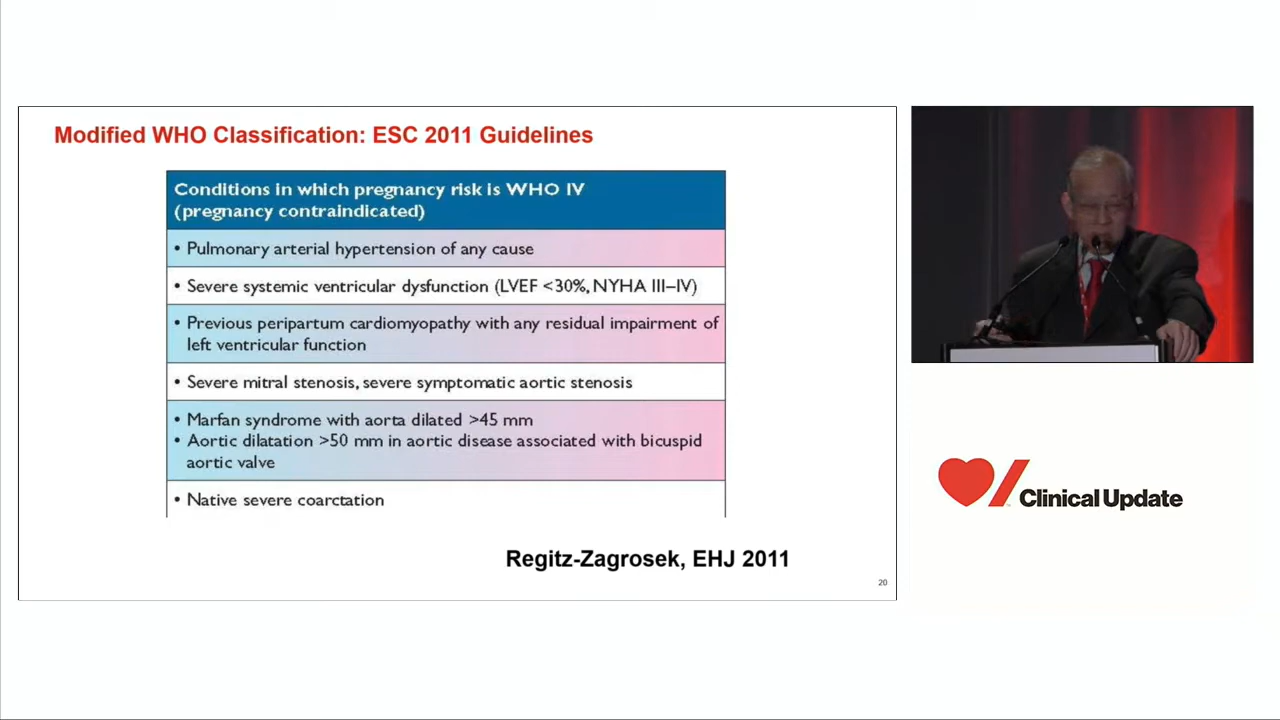 Modified WHO Classification: ESC 2011 Guidelines
Conditions in which pregnancy risk is WHO IV
(pregnancy contraindicated)
• Pulmonary arterial hypertension of any cause
• Severe systemic ventricular dysfunction (LVEF <30%, NYHA III–IV)
• Previous peripartum cardiomyopathy with any residual impairment of
left ventricular function
• Severe mitral stenosis, severe symptomatic aortic stenosis
• Marfan syndrome with aorta dilated >45 mm
• Aortic dilatation >50 mm in aortic disease associated with bicuspid
aortic valve
• Native severe coarctation
Regitz-Zagrosek, EHJ 2011
20
Clinical Update